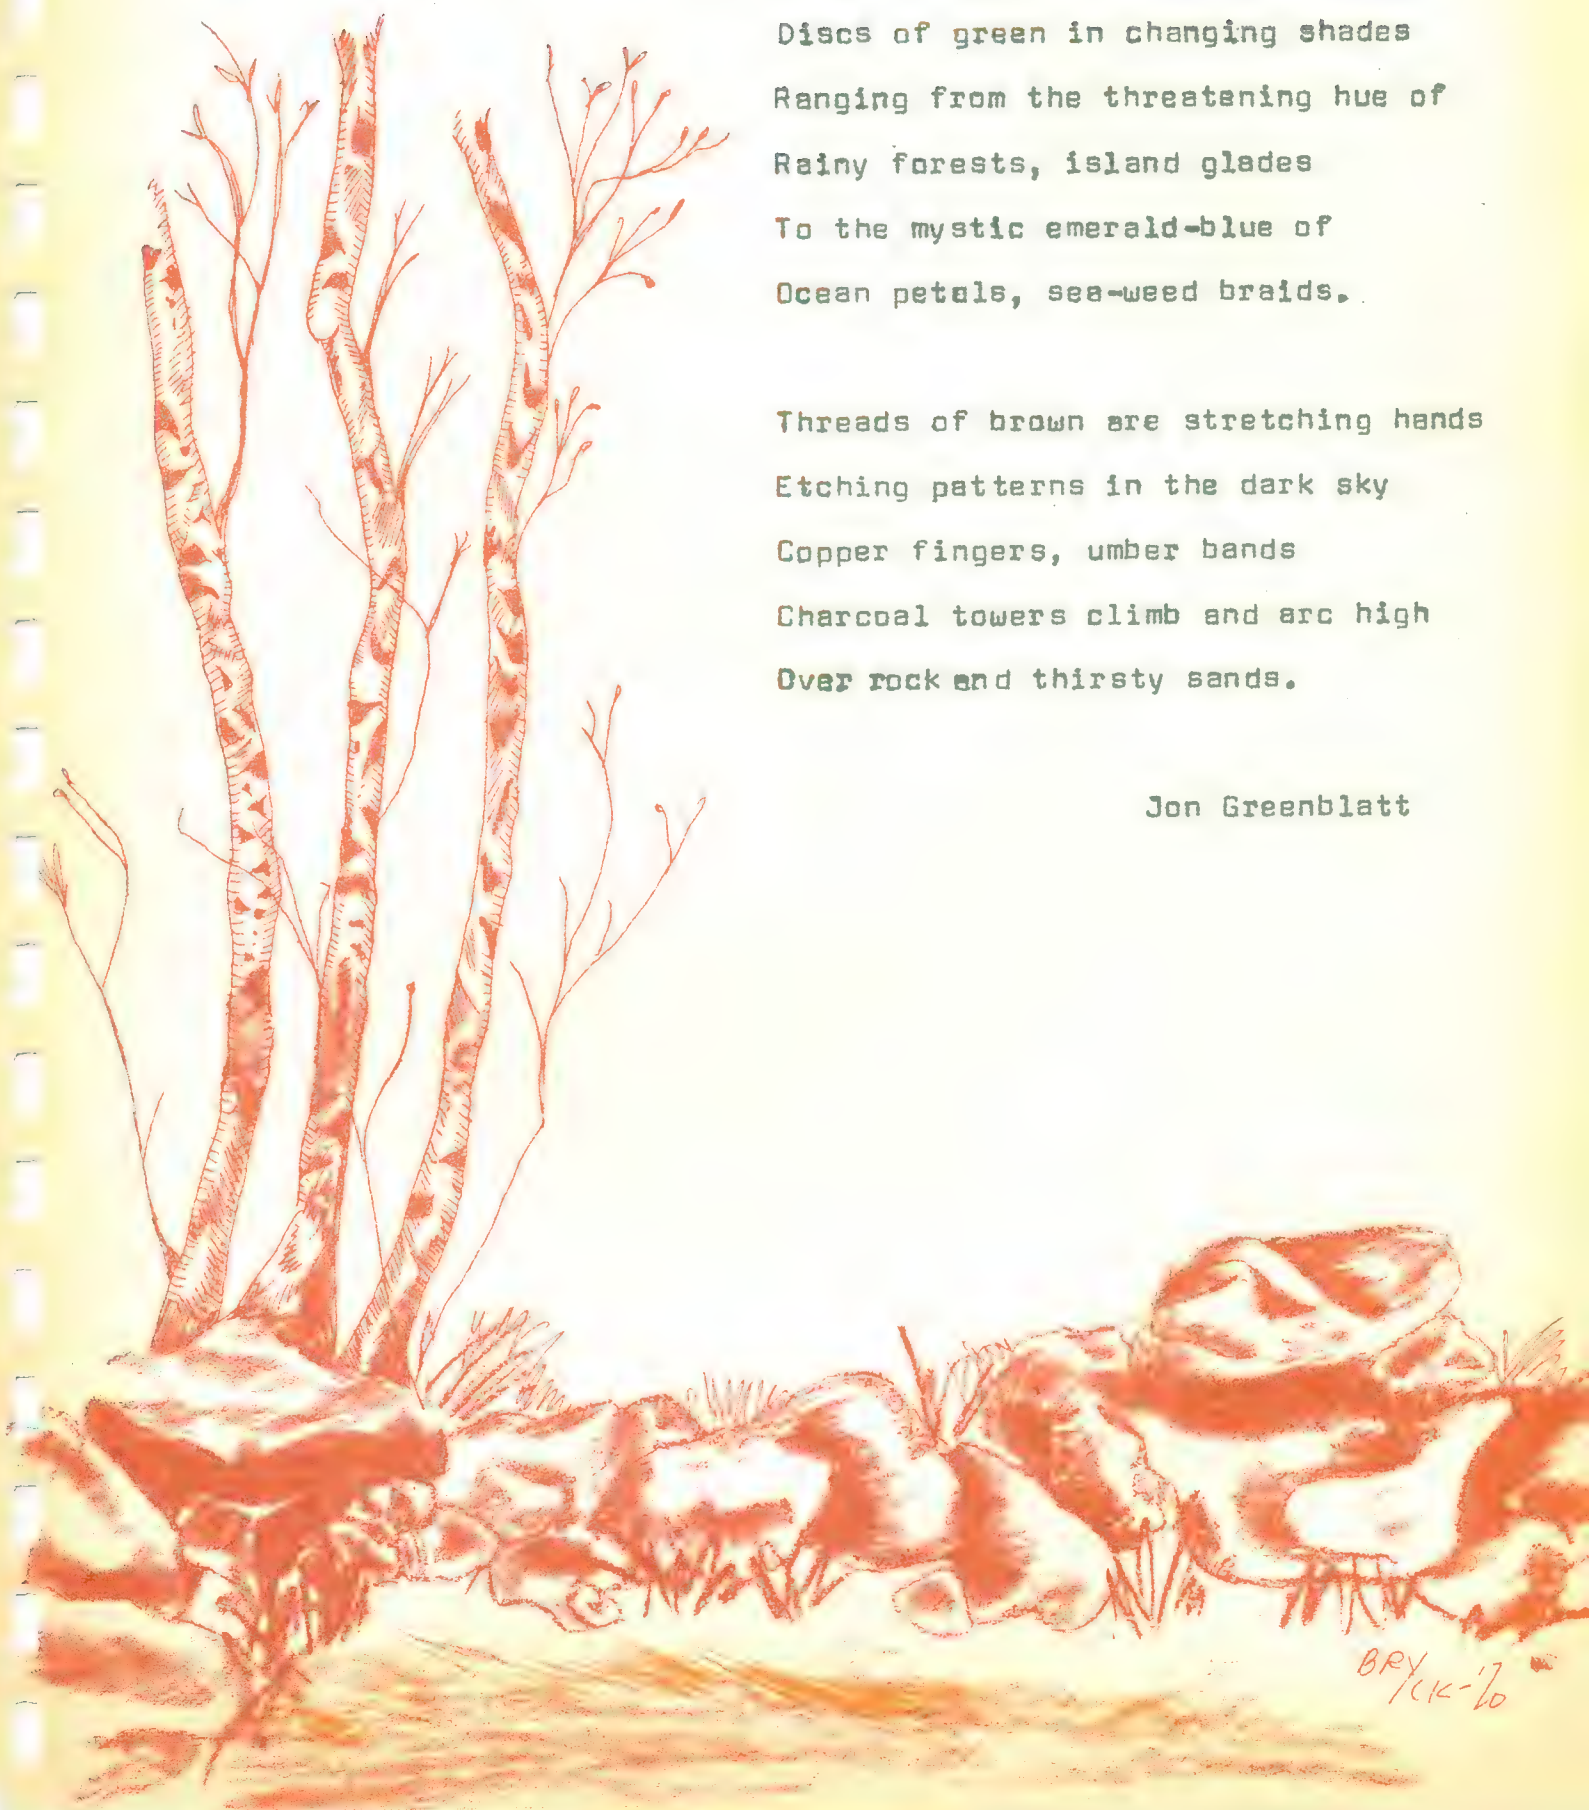 Discs of green in changing shades
Ranging from the threatening hue of
Rainy forests, island glades
To the mystic emerald-blue of
Ocean petals, sea-weed braids.
Threads of brown are stretching hands
Etching patterns in the dark sky
Copper fingers, umber bands
Charcoal towers climb and arc high
Over rock and thirsty sands.
Jon Greenblatt
BRYCK-'70